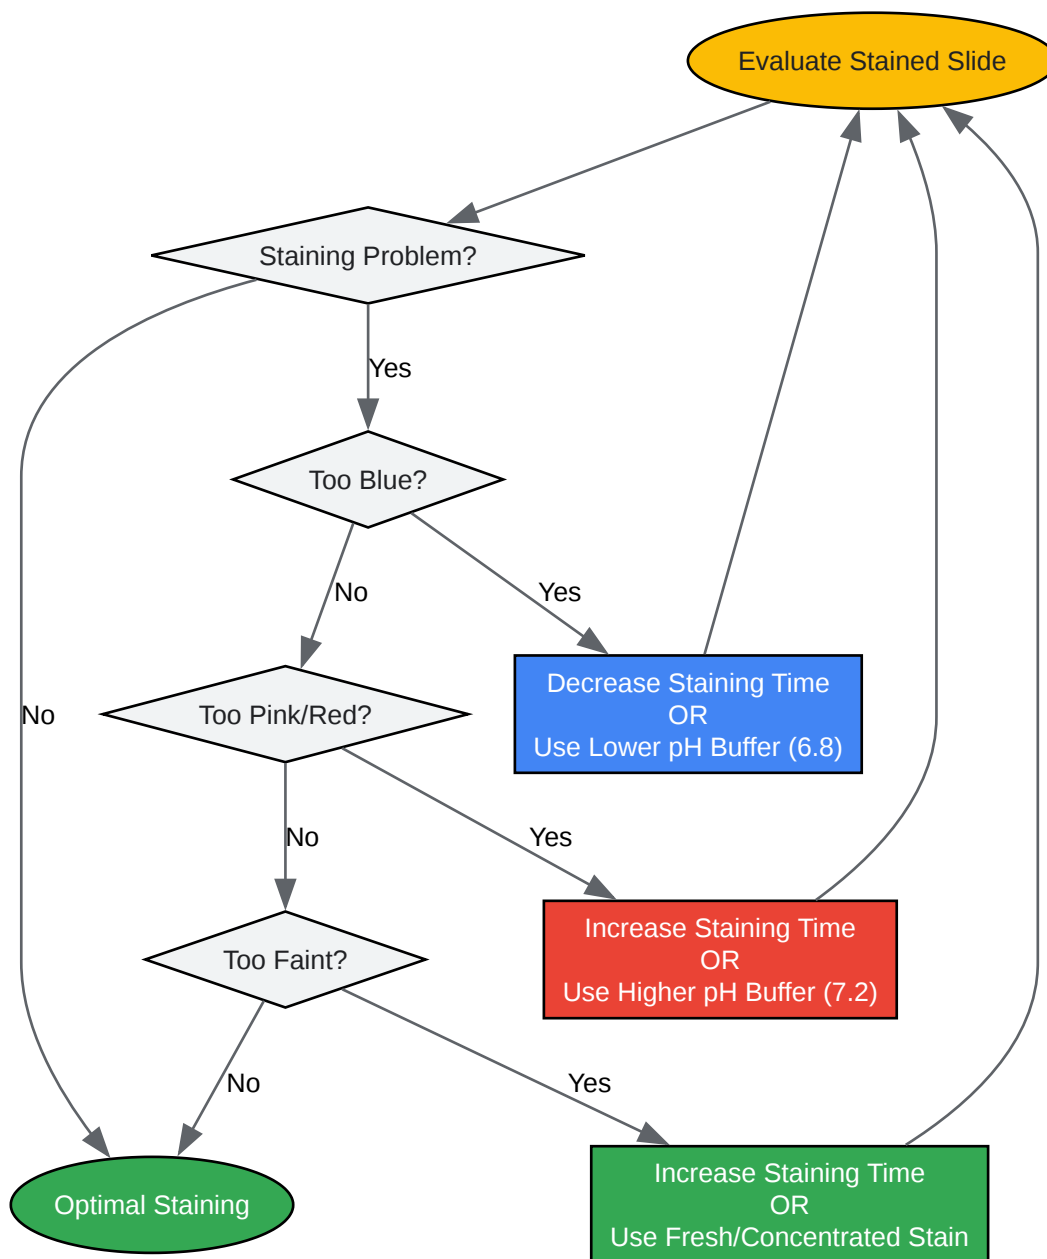 Evaluate Stained Slide
Staining Problem?
Yes
Too Blue?
No
Yes
Decrease Staining Time
OR
Use Lower pH Buffer (6.8)
Too Pink/Red?
No
No
Yes
Increase Staining Time
OR
Use Higher pH Buffer (7.2)
Too Faint?
No
Yes
Increase Staining Time
OR
Use Fresh/Concentrated Stain
Optimal Staining